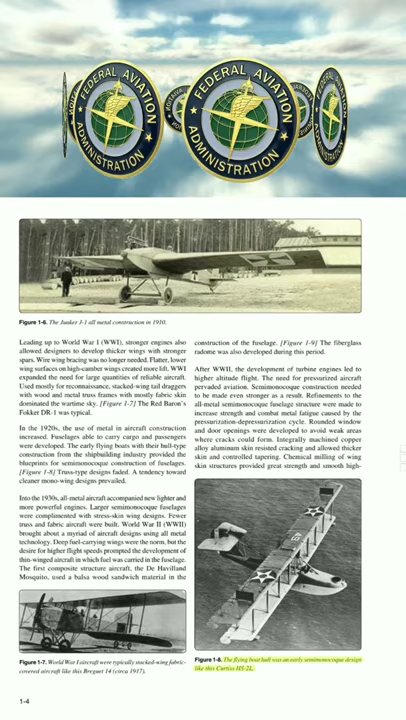 FEDERAL AVIATION
ADMINISTRATION
FEDERAL AVIATION
ADMINISTRATION
Figure 1-6. The Junker J-1 all metal construction in 1910.
Leading up to World War I (WWI), stronger engines also
allowed designers to develop thicker wings with stronger
spars. Wire wing bracing was no longer needed. Flatter, lower
wing surfaces on high-camber wings created more lift. WWI
expanded the need for large quantities of reliable aircraft.
Used mostly for reconnaissance, stacked-wing tail draggers
with wood and metal truss frames with mostly fabric skin
dominated the wartime sky. [Figure 1-7] The Red Baron's
Fokker DR-1 was typical.
In the 1920s, the use of metal in aircraft construction
increased. Fuselages able to carry cargo and passengers
were developed. The early flying boats with their hull-type
construction from the shipbuilding industry provided the
blueprints for semimonocoque construction of fuselages.
[Figure 1-8] Truss-type designs faded. A tendency toward
cleaner mono-wing designs prevailed.
Into the 1930s, all-metal aircraft accompanied new lighter and
more powerful engines. Larger semimonocoque fuselages
were complimented with stress-skin wing designs. Fewer
truss and fabric aircraft were built. World War II (WWII)
brought about a myriad of aircraft designs using all metal
technology. Deep fuel-carrying wings were the norm, but the
desire for higher flight speeds prompted the development of
thin-winged aircraft in which fuel was carried in the fuselage.
The first composite structure aircraft, the De Havilland
Mosquito, used a balsa wood sandwich material in the
Figure 1-7. World War I aircraft were typically stacked-wing fabric-
covered aircraft like this Breguet 14 (circa 1917).
construction of the fuselage. [Figure 1-9] The fiberglass
radome was also developed during this period.
After WWII, the development of turbine engines led to
higher altitude flight. The need for pressurized aircraft
pervaded aviation. Semimonocoque construction needed
to be made even stronger as a result. Refinements to the
all-metal semimonocoque fuselage structure were made to
increase strength and combat metal fatigue caused by the
pressurization-depressurization cycle. Rounded window
and door openings were developed to avoid weak areas
where cracks could form. Integrally machined copper
alloy aluminum skin resisted cracking and allowed thicker
skin and controlled tapering. Chemical milling of wing
skin structures provided great strength and smooth high-
Figure 1-8. The flying boat hull was an early semimonocoque design
like this Curtiss HS-2L.
1-4